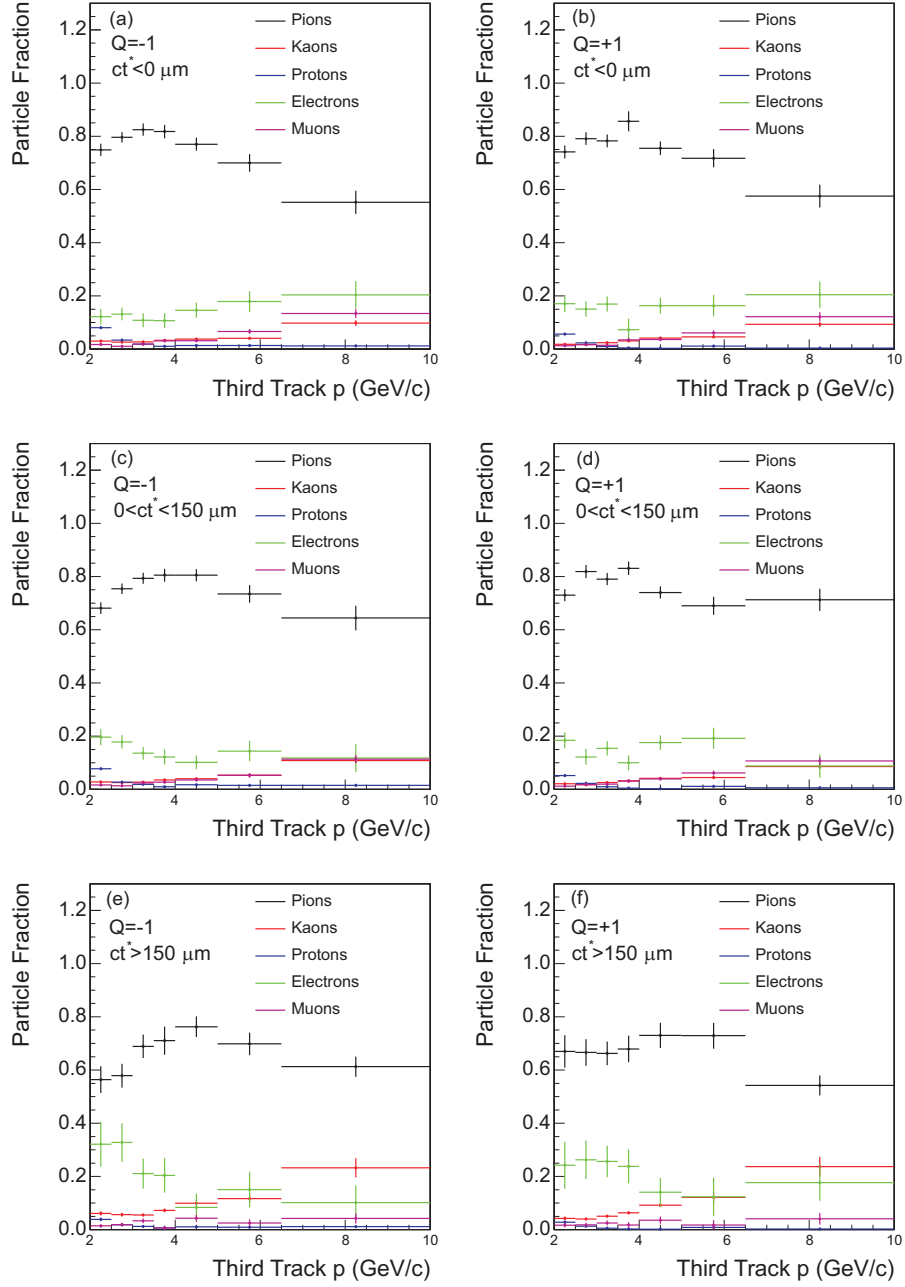 (a)
Q=-1
ct*<0 μm
Pions
Kaons
Protons
Electrons
Muons
Particle Fraction
0.0
0.2
0.4
0.6
0.8
1.0
1.2
2 4 6 8 10
Third Track p (GeV/c)
(b)
Q=+1
ct*<0 μm
Pions
Kaons
Protons
Electrons
Muons
Particle Fraction
0.0
0.2
0.4
0.6
0.8
1.0
1.2
2 4 6 8 10
Third Track p (GeV/c)
(c)
Q=-1
0<ct*<150 μm
Pions
Kaons
Protons
Electrons
Muons
Particle Fraction
0.0
0.2
0.4
0.6
0.8
1.0
1.2
2 4 6 8 10
Third Track p (GeV/c)
(d)
Q=+1
0<ct*<150 μm
Pions
Kaons
Protons
Electrons
Muons
Particle Fraction
0.0
0.2
0.4
0.6
0.8
1.0
1.2
2 4 6 8 10
Third Track p (GeV/c)
(e)
Q=-1
ct*>150 μm
Pions
Kaons
Protons
Electrons
Muons
Particle Fraction
0.0
0.2
0.4
0.6
0.8
1.0
1.2
2 4 6 8 10
Third Track p (GeV/c)
(f)
Q=+1
ct*>150 μm
Pions
Kaons
Protons
Electrons
Muons
Particle Fraction
0.0
0.2
0.4
0.6
0.8
1.0
1.2
2 4 6 8 10
Third Track p (GeV/c)